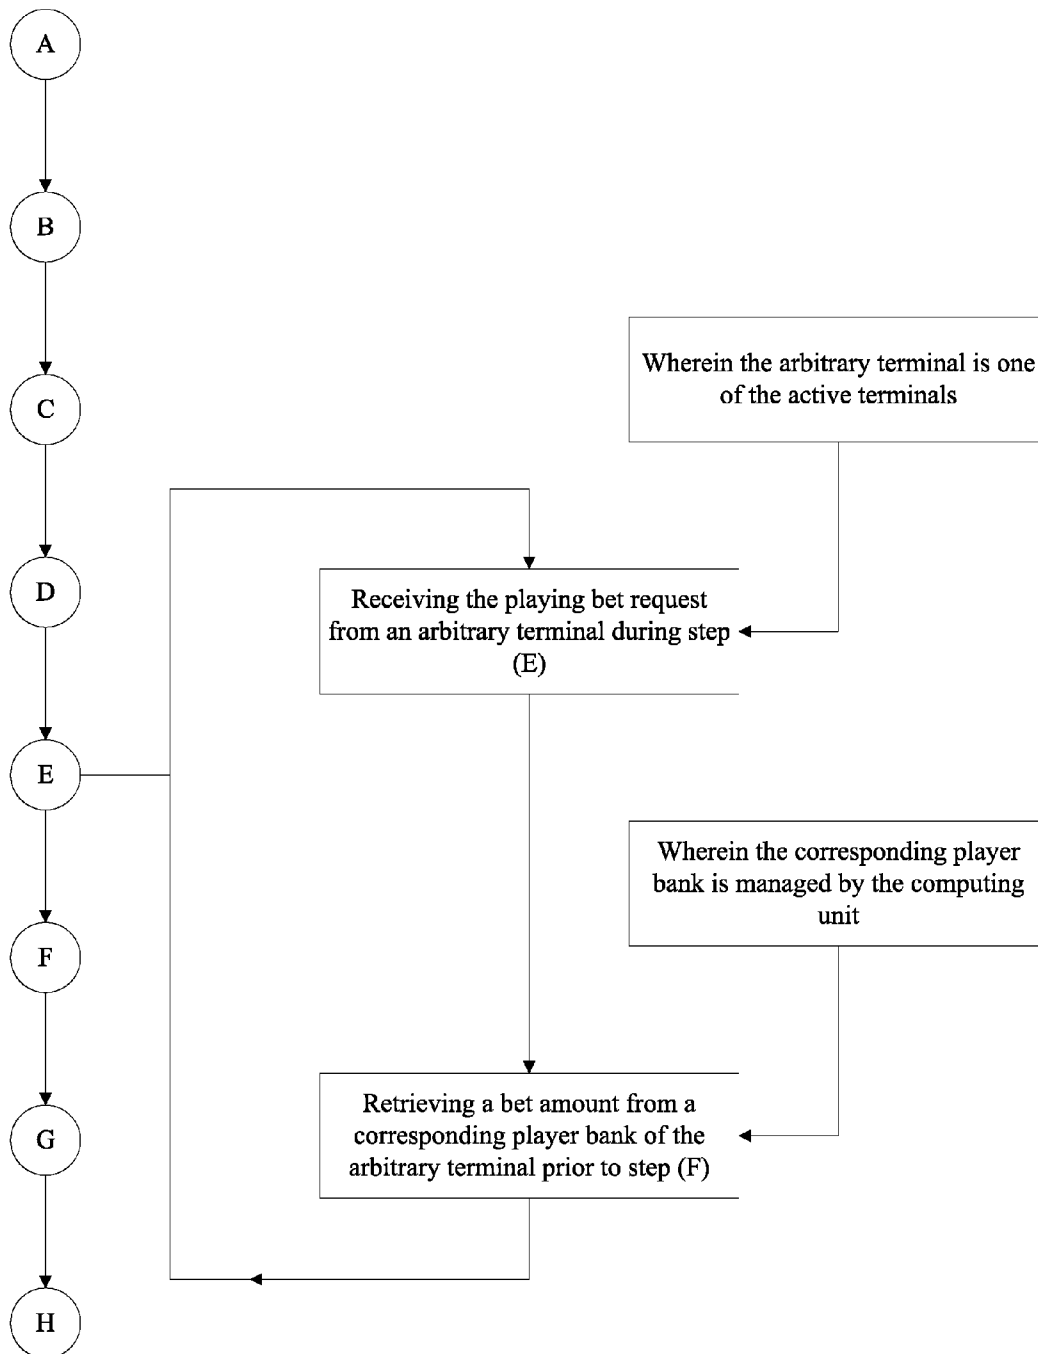 A
B
Wherein the arbitrary terminal is one
of the active terminals
C
D
Receiving the playing bet request
from an arbitrary terminal during step
(E)
E
Wherein the corresponding player
bank is managed by the computing
unit
F
Retrieving a bet amount from a
corresponding player bank of the
arbitrary terminal prior to step (F)
G
H